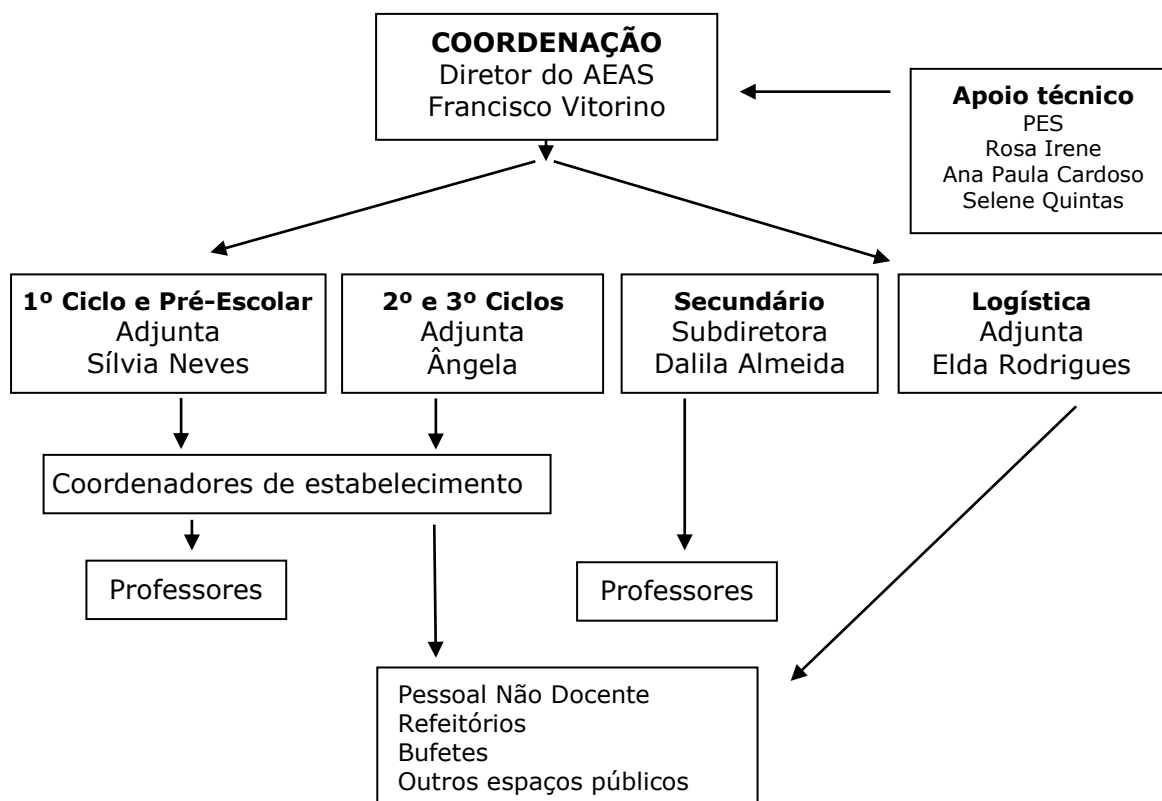 COORDENAÇÃO
Diretor do AEAS
Francisco Vitorino
Apoio técnico
PES
Rosa Irene
Ana Paula Cardoso
Selene Quintas
1º Ciclo e Pré-Escolar
Adjunta
Sílvia Neves
2º e 3º Ciclos
Adjunta
Ângela
Secundário
Subdiretora
Dalila Almeida
Logística
Adjunta
Elda Rodrigues
Coordenadores de estabelecimento
Professores
Professores
Pessoal Não Docente
Refeitórios
Bufetes
Outros espaços públicos